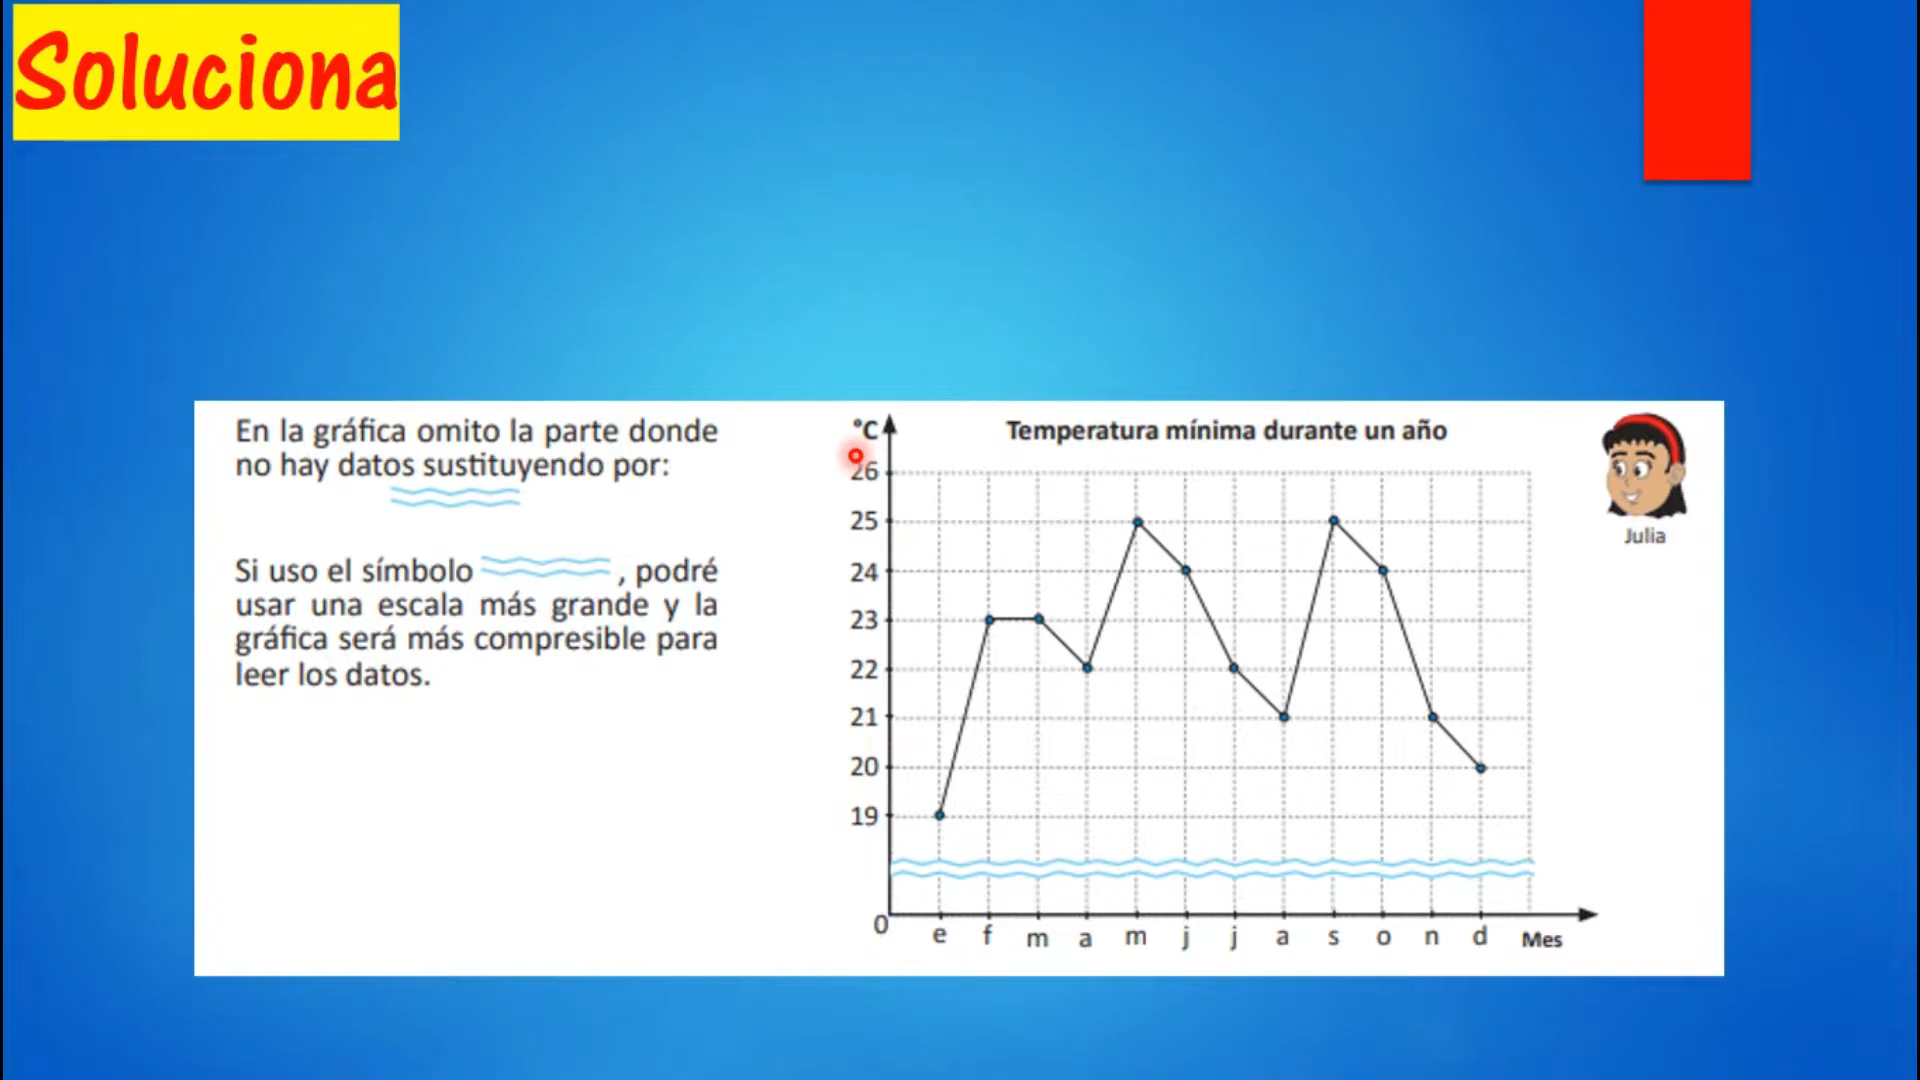 Soluciona
En la gráfica omito la parte donde
no hay datos sustituyendo por:
Si uso el símbolo , podré
usar una escala más grande y la
gráfica será más compresible para
leer los datos.
°C
Temperatura mínima durante un año
26
25
24
23
22
21
20
19
0
e f m a m j j a s o n d Mes
Julia